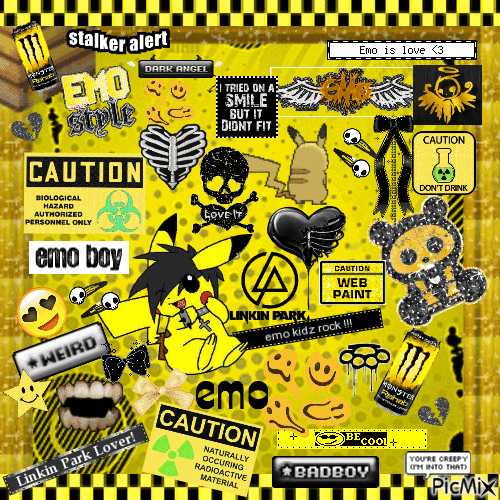 stalker alert
Emo is love <3
MONSTER
DARK ANGEL
EMO
style
I TRIED ON A
SMILE
BUT IT
DIDNT FIT
CAUTION
DON'T DRINK
CAUTION
BIOLOGICAL
HAZARD
AUTHORIZED
PERSONNEL ONLY
LOVE IT
emo boy
CAUTION
WEB
PAINT
LINKIN PARK
emo kidz rock !!!
*WEIRD
MONSTER
emo
CAUTION
NATURALLY
OCCURING
RADIOACTIVE
MATERIAL
+ BE COOL +
Linkin Park Lover!
*BADBOY
YOU'RE CREEPY
(I'M INTO THAT)
PicMix